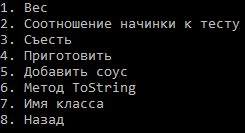 1. Вес
2. Соотношение начинки к тесту
3. Съесть
4. Приготовить
5. Добавить соус
6. Метод ToString
7. Имя класса
8. Назад